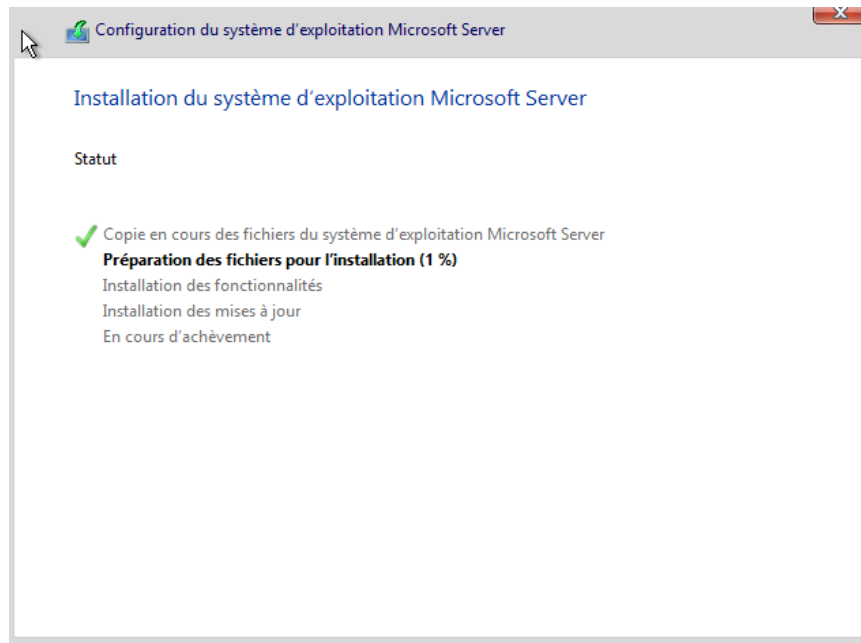 Configuration du système d’exploitation Microsoft Server
Installation du système d’exploitation Microsoft Server
Statut
Copie en cours des fichiers du système d’exploitation Microsoft Server
Préparation des fichiers pour l’installation (1 %)
Installation des fonctionnalités
Installation des mises à jour
En cours d’achèvement